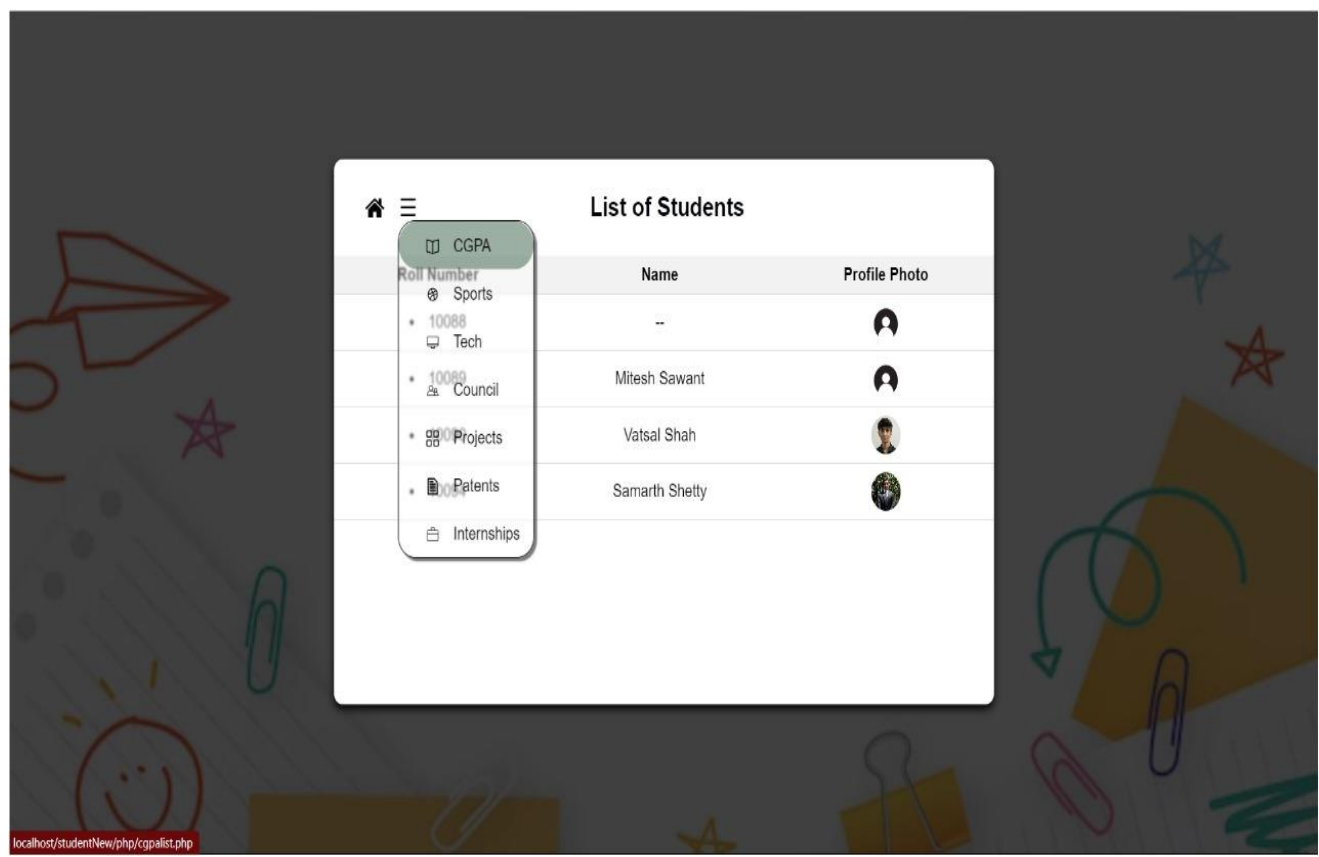 List of Students
CGPA
Roll Number Name Profile Photo
Sports
10088 --
Tech
10089 Mitesh Sawant
Council
Vatsal Shah
Projects
Patents
Samarth Shetty
Internships
localhost/studentNew/php/cgpalist.php